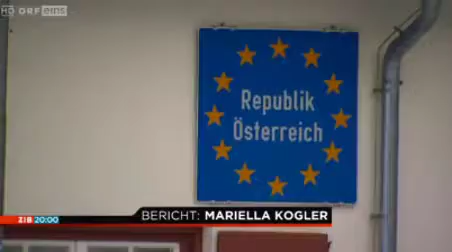 HD ORF eins
Republik
Österreich
BERICHT: MARIELLA KOGLER
ZIB 20:00